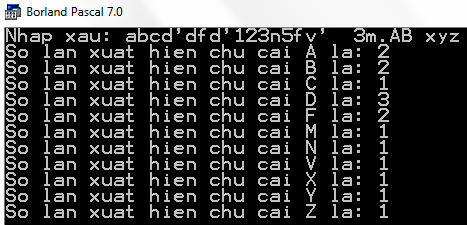 Borland Pascal 7.0
Nhap xau: abcd'dfd'123n5fv'  3m.AB xyz
So lan xuat hien chu cai A la: 2
So lan xuat hien chu cai B la: 2
So lan xuat hien chu cai C la: 1
So lan xuat hien chu cai D la: 3
So lan xuat hien chu cai F la: 2
So lan xuat hien chu cai M la: 1
So lan xuat hien chu cai N la: 1
So lan xuat hien chu cai V la: 1
So lan xuat hien chu cai X la: 1
So lan xuat hien chu cai Y la: 1
So lan xuat hien chu cai Z la: 1